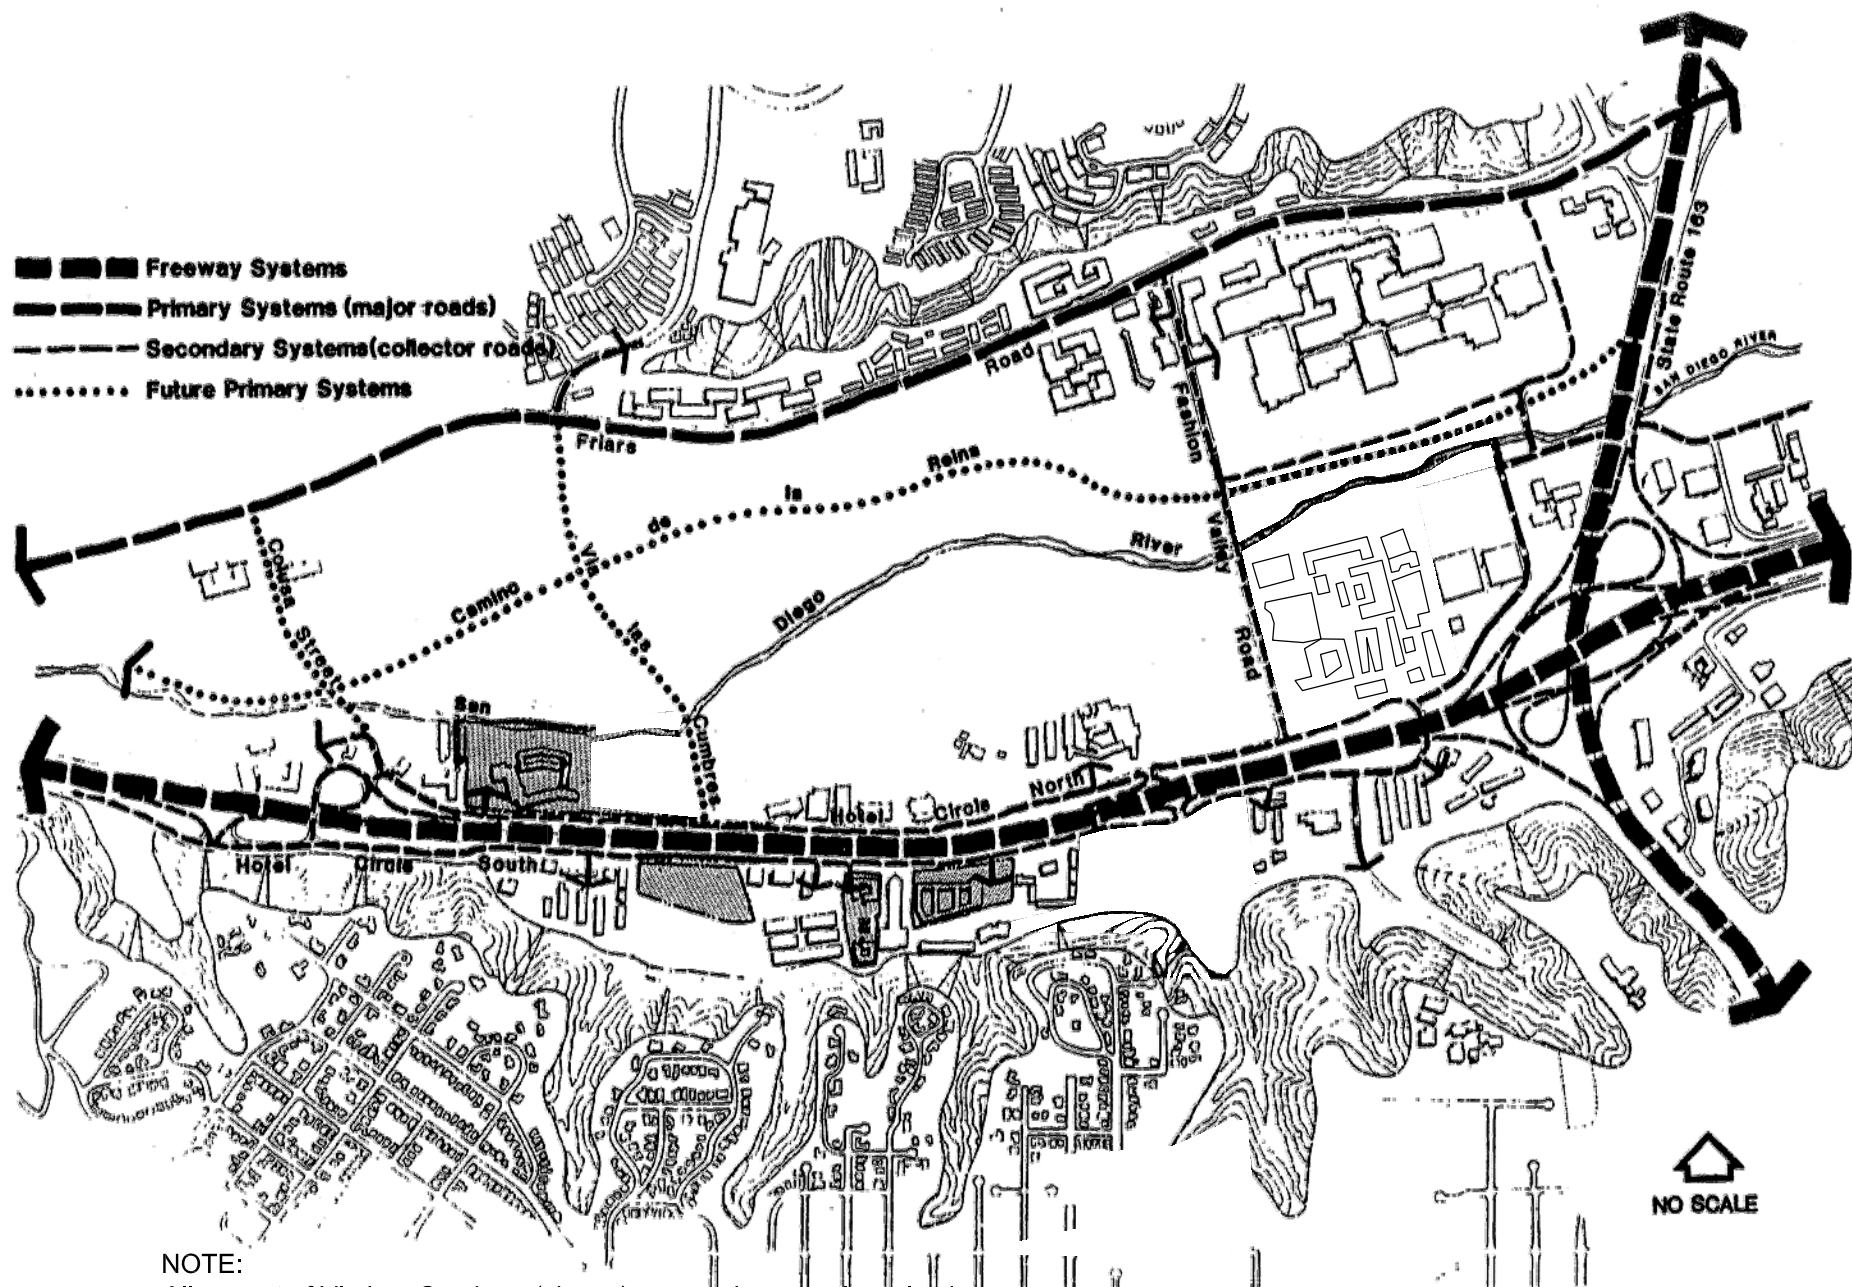 Freeway Systems
Primary Systems (major roads)
Secondary Systems(collector roads)
Future Primary Systems
State Route 163
SAN DIEGO RIVER
Friars Road
Fashion Valley Road
Camino de la Reina
Colusa Street
Via las Cumbres
San Diego River
Hotel Circle North
Hotel Circle South
NO SCALE
NOTE: